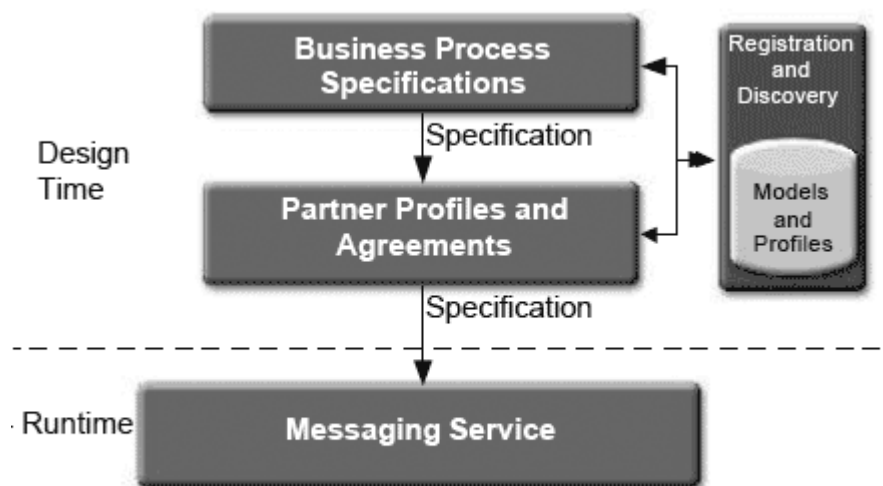 Business Process
Specifications
Registration
and
Discovery
Specification
Design
Time
Models
and
Profiles
Partner Profiles and
Agreements
Specification
Runtime
Messaging Service